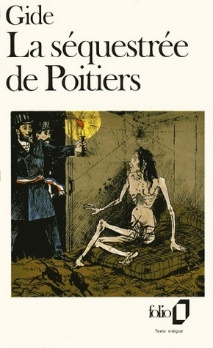 Gide
La séquestrée
de Poitiers
folio
Texte intégral